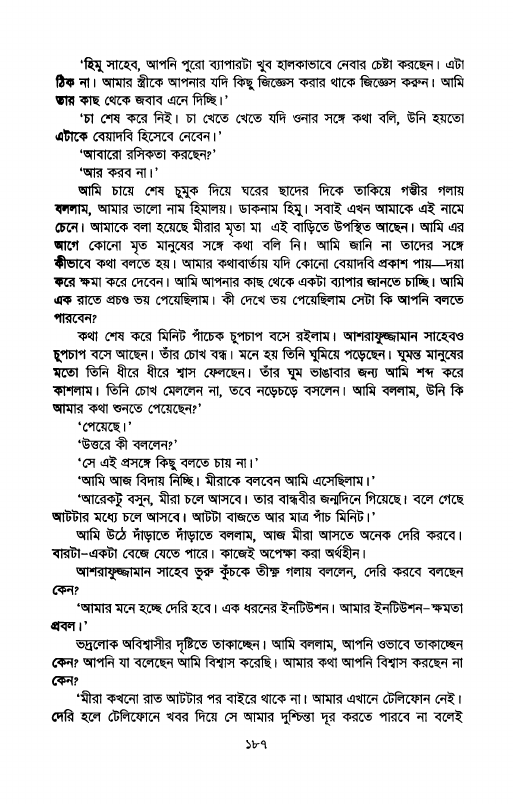 ‘হিমু সাহেব, আপনি পুরো ব্যাপারটা খুব হালকাভাবে নেবার চেষ্টা করছেন। এটা
ঠিক না। আমার স্ত্রীকে আপনার যদি কিছু জিজ্ঞেস করার থাকে জিজ্ঞেস করুন। আমি
তার কাছ থেকে জবাব এনে দিচ্ছি।’
‘চা শেষ করে নিই। চা খেতে খেতে যদি ওনার সঙ্গে কথা বলি, উনি হয়তো
এটাকে বেয়াদবি হিসেবে নেবেন।’
‘আবারো রসিকতা করছেন?’
‘আর করব না।’
আমি চায়ে শেষ চুমুক দিয়ে ঘরের ছাদের দিকে তাকিয়ে গম্ভীর গলায়
বললাম, আমার ভালো নাম হিমালয়। ডাকনাম হিমু। সবাই এখন আমাকে এই নামে
চেনে। আমাকে বলা হয়েছে মীরার মৃতা মা এই বাড়িতে উপস্থিত আছেন। আমি এর
আগে কোনো মৃত মানুষের সঙ্গে কথা বলি নি। আমি জানি না তাদের সঙ্গে
কীভাবে কথা বলতে হয়। আমার কথাবার্তায় যদি কোনো বেয়াদবি প্রকাশ পায়—দয়া
করে ক্ষমা করে দেবেন। আমি আপনার কাছ থেকে একটা ব্যাপার জানতে চাচ্ছি। আমি
এক রাতে প্রচণ্ড ভয় পেয়েছিলাম। কী দেখে ভয় পেয়েছিলাম সেটা কি আপনি বলতে
পারবেন?
কথা শেষ করে মিনিট পাঁচেক চুপচাপ বসে রইলাম। আশরাফুজ্জামান সাহেবও
চুপচাপ বসে আছেন। তাঁর চোখ বন্ধ। মনে হয় তিনি ঘুমিয়ে পড়েছেন। ঘুমন্ত মানুষের
মতো তিনি ধীরে ধীরে শ্বাস ফেলছেন। তাঁর ঘুম ভাঙাবার জন্য আমি শব্দ করে
কাশলাম। তিনি চোখ মেললেন না, তবে নড়েচড়ে বসলেন। আমি বললাম, উনি কি
আমার কথা শুনতে পেয়েছেন?’
‘পেয়েছে।’
‘উত্তরে কী বললেন?’
‘সে এই প্রসঙ্গে কিছু বলতে চায় না।’
‘আমি আজ বিদায় নিচ্ছি। মীরাকে বলবেন আমি এসেছিলাম।’
‘আরেকটু বসুন, মীরা চলে আসবে। তার বান্ধবীর জন্মদিনে গিয়েছে। বলে গেছে
আটটার মধ্যে চলে আসবে। আটটা বাজতে আর মাত্র পাঁচ মিনিট।’
আমি উঠে দাঁড়াতে দাঁড়াতে বললাম, আজ মীরা আসতে অনেক দেরি করবে।
বারটা–একটা বেজে যেতে পারে। কাজেই অপেক্ষা করা অর্থহীন।
আশরাফুজ্জামান সাহেব ভুরু কুঁচকে তীক্ষ্ণ গলায় বললেন, দেরি করবে বলছেন
কেন?
‘আমার মনে হচ্ছে দেরি হবে। এক ধরনের ইনটিউশন। আমার ইনটিউশন–ক্ষমতা
প্রবল।’
ভদ্রলোক অবিশ্বাসীর দৃষ্টিতে তাকাচ্ছেন। আমি বললাম, আপনি ওভাবে তাকাচ্ছেন
কেন? আপনি যা বলেছেন আমি বিশ্বাস করেছি। আমার কথা আপনি বিশ্বাস করছেন না
কেন?
‘মীরা কখনো রাত আটটার পর বাইরে থাকে না। আমার এখানে টেলিফোন নেই।
দেরি হলে টেলিফোনে খবর দিয়ে সে আমার দুশ্চিন্তা দূর করতে পারবে না বলেই
১৮৭